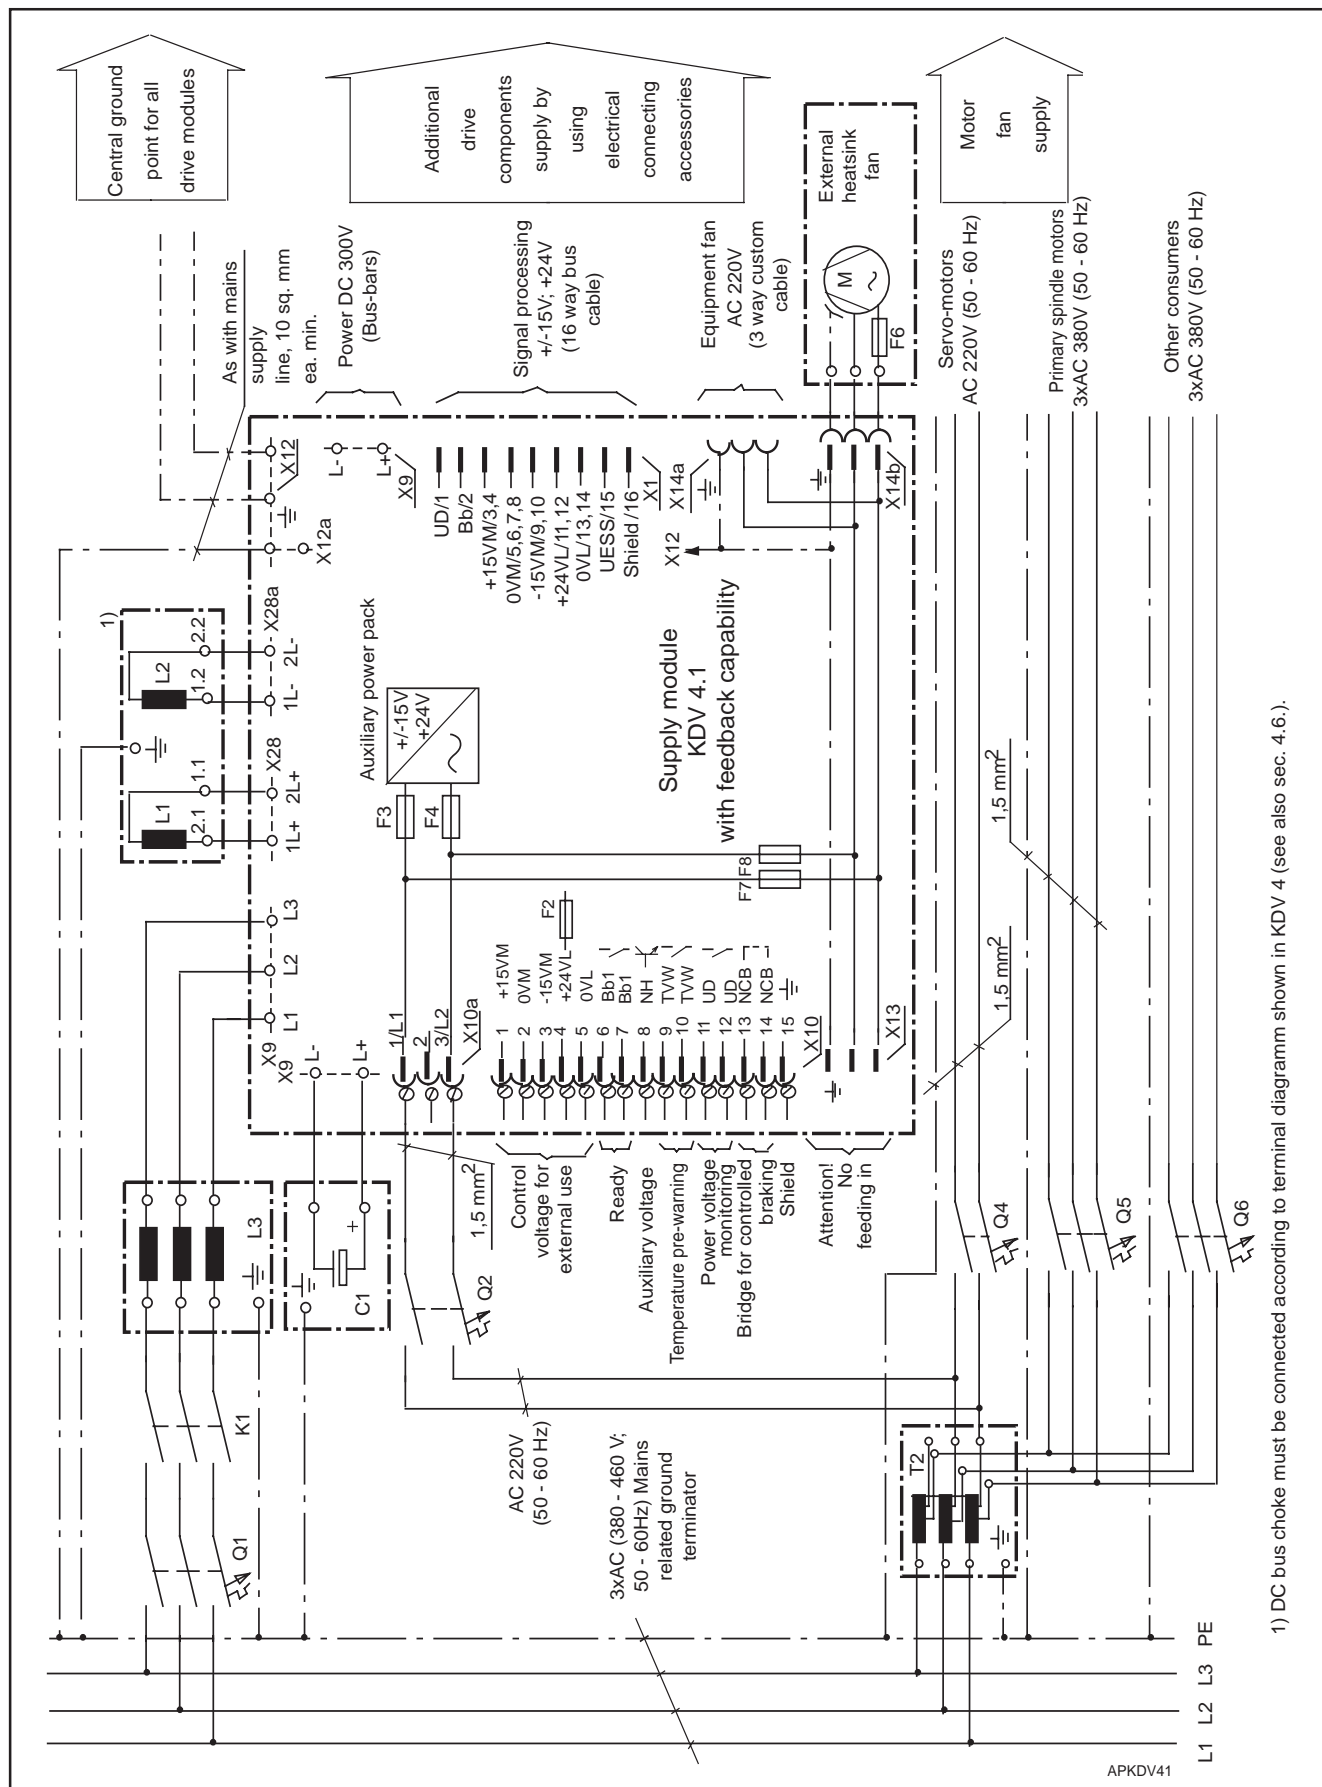 Central ground
point for all
drive modules
Additional
drive
components
supply by
using
electrical
connecting
accessories
Motor
fan
supply
As with mains
supply
line, 10 sq. mm
ea. min.
Power DC 300V
(Bus-bars)
Signal processing
+/-15V; +24V
(16 way bus
cable)
Equipment fan
AC 220V
(3 way custom
cable)
External
heatsink
fan
M
F6
Servo-motors
AC 220V (50 - 60 Hz)
Primary spindle motors
3xAC 380V (50 - 60 Hz)
Other consumers
3xAC 380V (50 - 60 Hz)
1)
L1
2.1
1.1
L2
1.2
2.2
X9
L1
L2
L3
1L+
2L+
X28
1L-
2L-
X28a
X12a
X12
L-
L+
X9
UD/1
Bb/2
+15VM/3,4
0VM/5,6,7,8
-15VM/9,10
+24VL/11,12
0VL/13,14
UESS/15
Shield /16
X1
X14a
X12
X14b
Auxiliary power pack
+/-15V
+24V
F3
F4
Supply module
KDV 4.1
with feedback capability
F7
F8
F2
X9
L-
L+
1/L1
2
3/L2
X10a
1
+15VM
2
0VM
3
-15VM
4
+24VL
5
0VL
6
Bb1
7
Bb1
8
NH
9
TVW
10
TVW
11
UD
12
UD
13
NCB
14
NCB
15
X10
X13
1,5 mm2
1,5 mm2
L3
C1
+
1,5 mm2
Control
voltage for
external use
Ready
Auxiliary voltage
Temperature pre-warning
Power voltage
monitoring
Bridge for controlled
braking
Shield
Attention!
No
feeding in
Q2
Q4
Q5
Q6
K1
Q1
AC 220V
(50 - 60 Hz)
3xAC (380 - 460 V;
50 - 60Hz) Mains
related ground
terminator
T2
L1
L2
L3
PE
APKDV41
1) DC bus choke must be connected according to terminal diagramm shown in KDV 4 (see also sec. 4.6.).